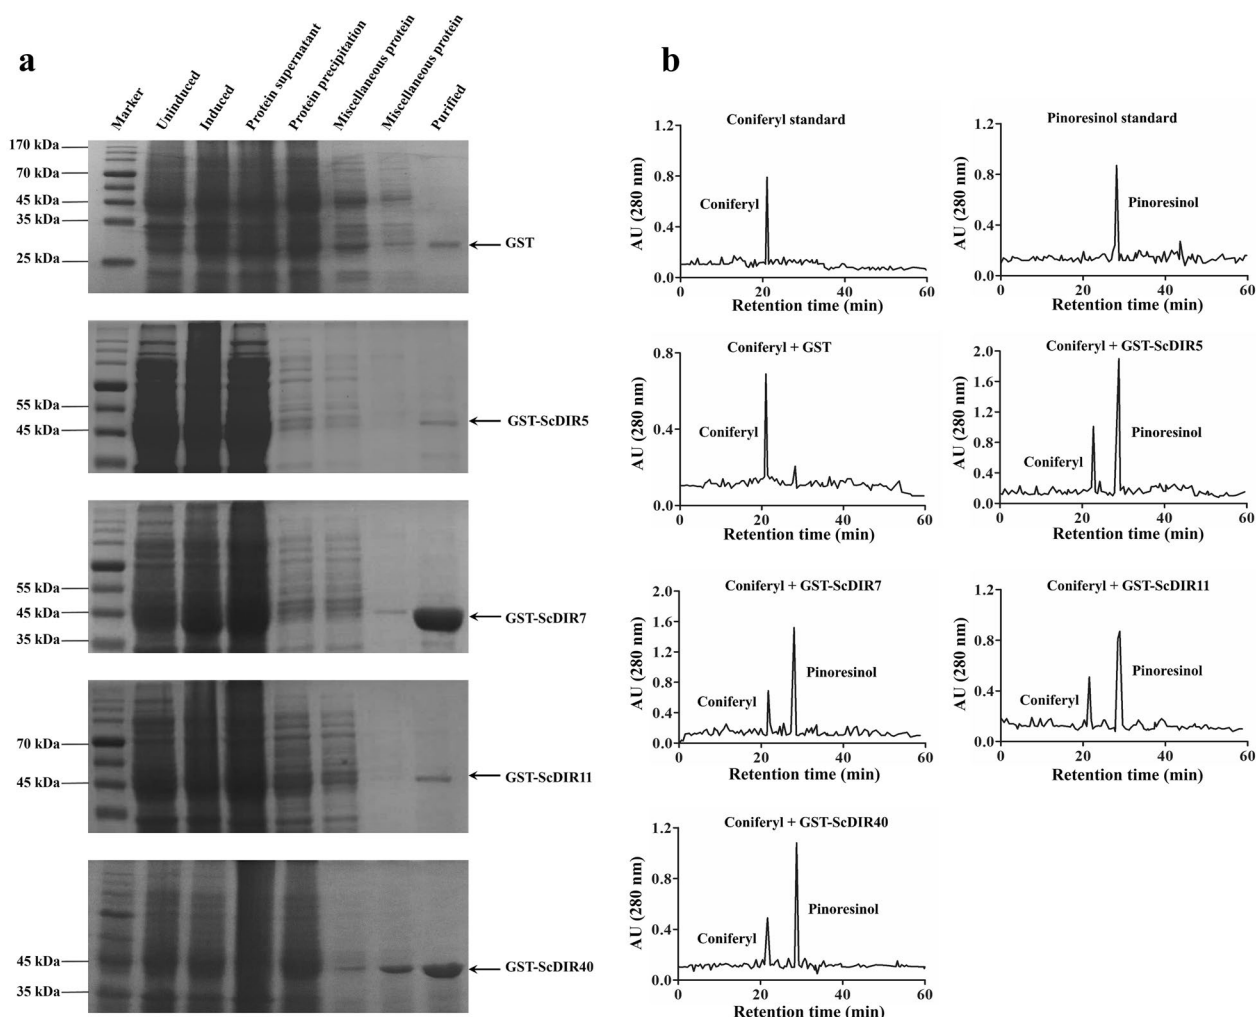 a
Marker
Uninduced
Induced
Protein supernatant
Protein precipitation
Miscellaneous protein
Miscellaneous protein
Purified
170 kDa
70 kDa
45 kDa
35 kDa
25 kDa
GST
55 kDa
45 kDa
GST-ScDIR5
55 kDa
45 kDa
35 kDa
GST-ScDIR7
70 kDa
45 kDa
GST-ScDIR11
45 kDa
35 kDa
GST-ScDIR40
b
Coniferyl standard
AU (280 nm)
1.2
0.8
0.4
0.0
Coniferyl
0 20 40 60
Retention time (min)
Pinoresinol standard
AU (280 nm)
1.2
0.8
0.4
0.0
Pinoresinol
0 20 40 60
Retention time (min)
Coniferyl + GST
AU (280 nm)
0.8
0.4
0.0
Coniferyl
0 20 40 60
Retention time (min)
Coniferyl + GST-ScDIR5
AU (280 nm)
2.0
1.6
1.2
0.8
0.4
0.0
Pinoresinol
Coniferyl
0 20 40 60
Retention time (min)
Coniferyl + GST-ScDIR7
AU (280 nm)
2.0
1.6
1.2
0.8
0.4
0.0
Pinoresinol
Coniferyl
0 20 40 60
Retention time (min)
Coniferyl + GST-ScDIR11
AU (280 nm)
1.2
0.8
0.4
0.0
Pinoresinol
Coniferyl
0 20 40 60
Retention time (min)
Coniferyl + GST-ScDIR40
AU (280 nm)
1.2
0.8
0.4
0.0
Pinoresinol
Coniferyl
0 20 40 60
Retention time (min)